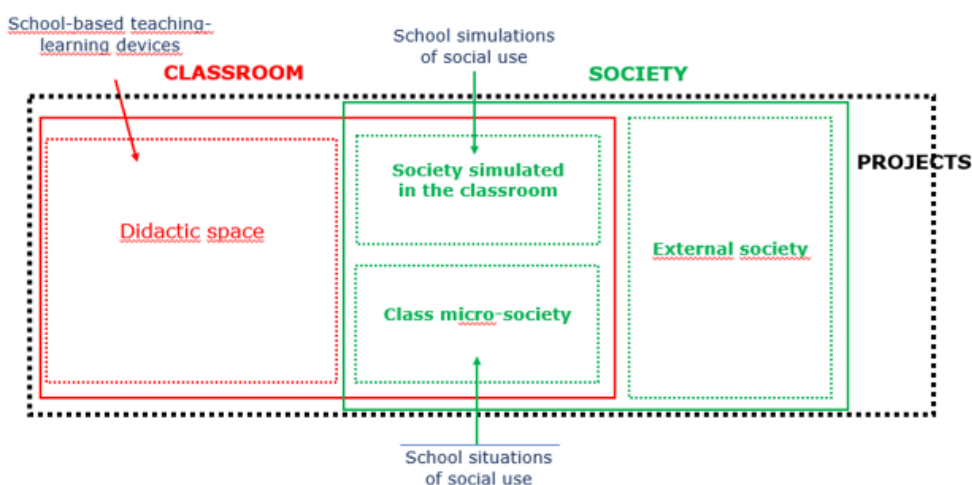 School-based teaching-
learning devices
School simulations
of social use
CLASSROOM
SOCIETY
PROJECTS
Society simulated
in the classroom
Didactic space
External society
Class micro-society
School situations
of social use